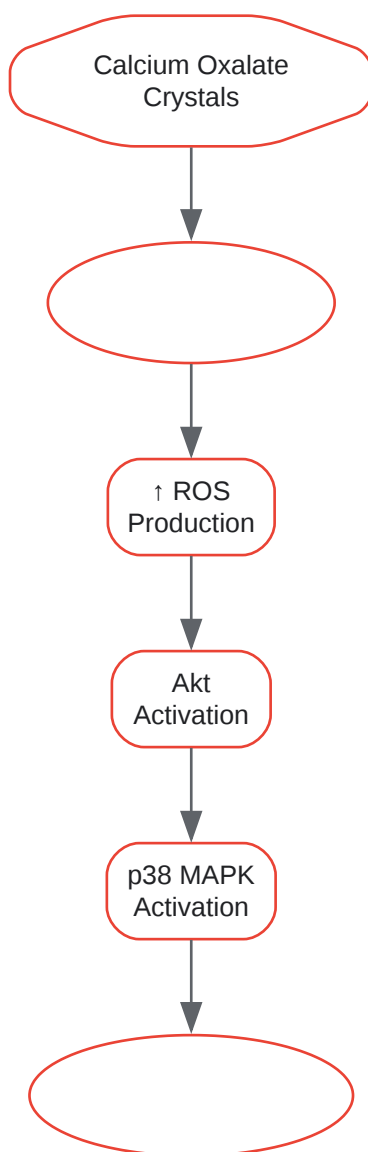 Calcium Oxalate
Crystals
↑ ROS
Production
Akt
Activation
p38 MAPK
Activation